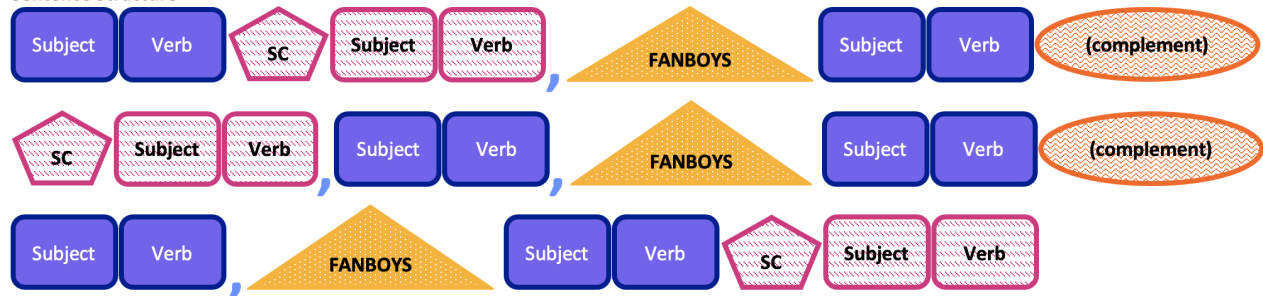 Subject Verb SC Subject Verb , FANBOYS Subject Verb (complement)
SC Subject Verb , Subject Verb , FANBOYS Subject Verb (complement)
Subject Verb , FANBOYS Subject Verb SC Subject Verb